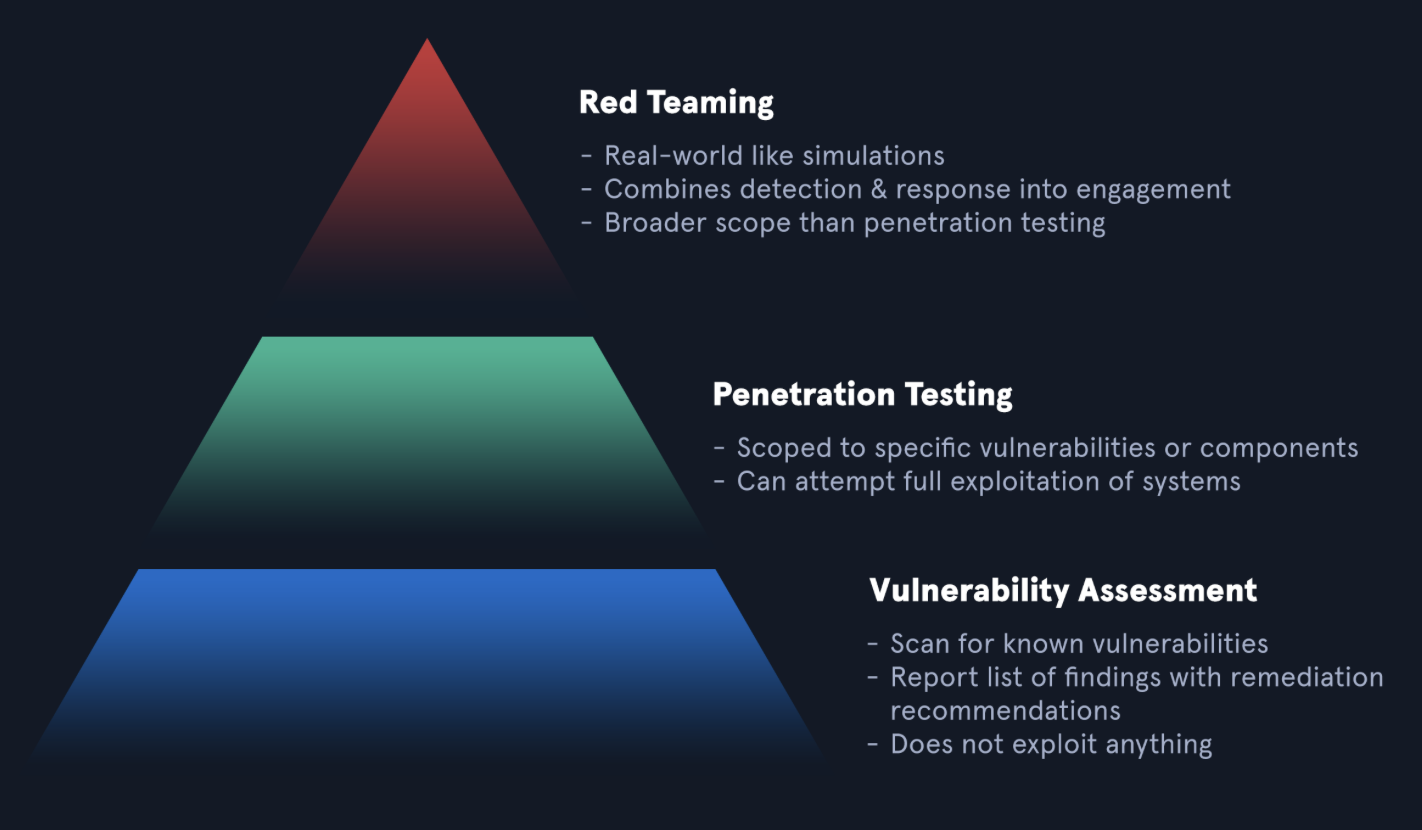 Red Teaming
- Real-world like simulations
- Combines detection & response into engagement
- Broader scope than penetration testing
Penetration Testing
- Scoped to specific vulnerabilities or components
- Can attempt full exploitation of systems
Vulnerability Assessment
- Scan for known vulnerabilities
- Report list of findings with remediation
recommendations
- Does not exploit anything